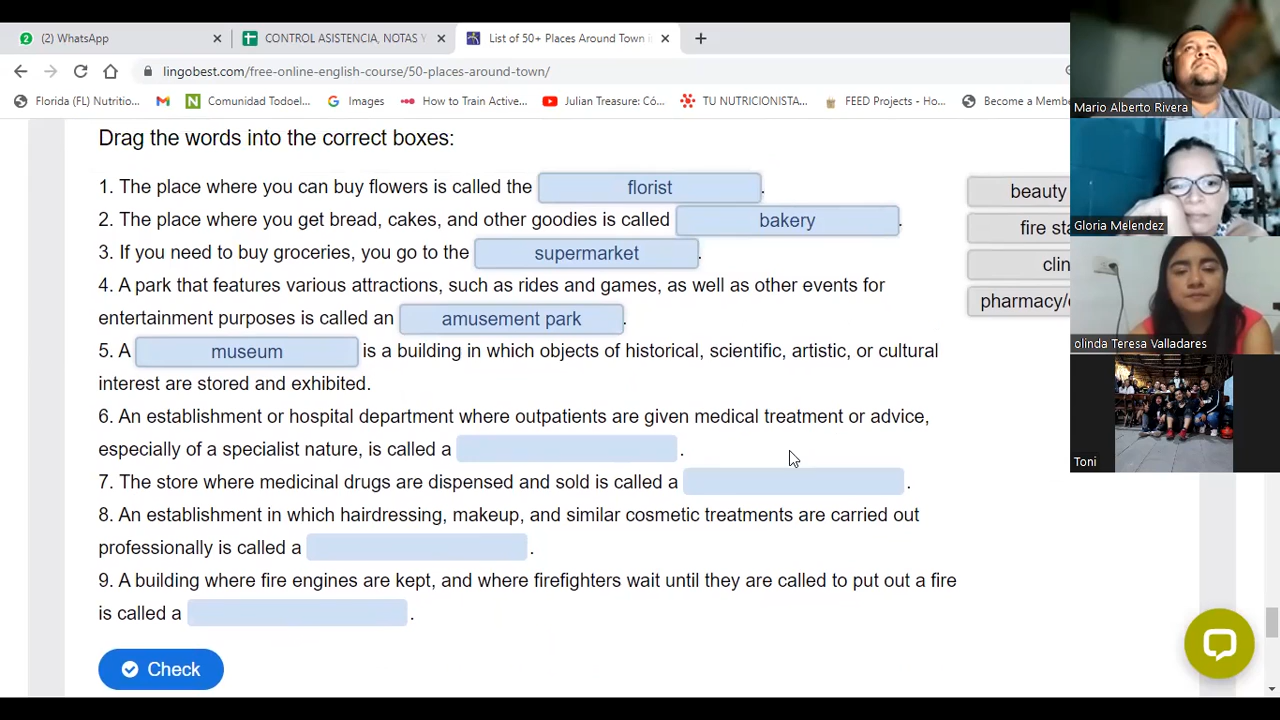 2 (2) WhatsApp
CONTROL ASISTENCIA, NOTAS Y
List of 50+ Places Around Town i
lingobest.com/free-online-english-course/50-places-around-town/
Florida (FL) Nutritio...
Comunidad Todoel...
Images
How to Train Active...
Julian Treasure: Có...
TU NUTRICIONISTA...
FEED Projects - Ho...
Become a Membe
Drag the words into the correct boxes:
1. The place where you can buy flowers is called the florist.
2. The place where you get bread, cakes, and other goodies is called bakery.
3. If you need to buy groceries, you go to the supermarket.
4. A park that features various attractions, such as rides and games, as well as other events for
entertainment purposes is called an amusement park.
5. A museum is a building in which objects of historical, scientific, artistic, or cultural
interest are stored and exhibited.
6. An establishment or hospital department where outpatients are given medical treatment or advice,
especially of a specialist nature, is called a .
7. The store where medicinal drugs are dispensed and sold is called a .
8. An establishment in which hairdressing, makeup, and similar cosmetic treatments are carried out
professionally is called a .
9. A building where fire engines are kept, and where firefighters wait until they are called to put out a fire
is called a .
Check
beauty
fire sta
clin
pharmacy/
Mario Alberto Rivera
Gloria Melendez
olinda Teresa Valladares
Toni